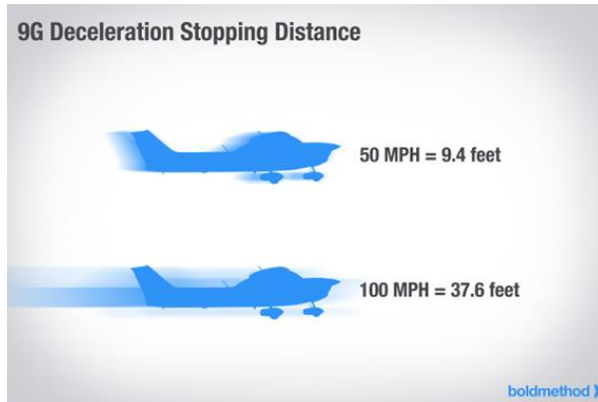 9G Deceleration Stopping Distance
50 MPH = 9.4 feet
100 MPH = 37.6 feet
boldmethod